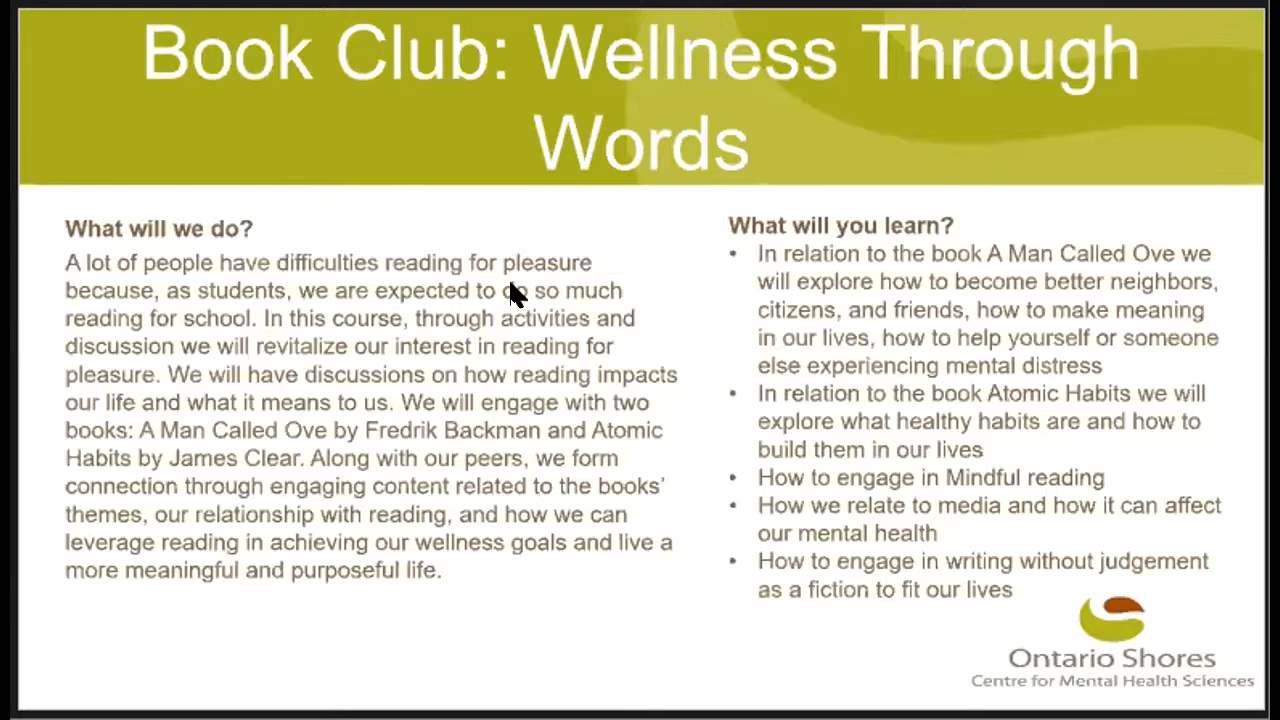 Book Club: Wellness Through
Words
What will we do?
A lot of people have difficulties reading for pleasure
because, as students, we are expected to do so much
reading for school. In this course, through activities and
discussion we will revitalize our interest in reading for
pleasure. We will have discussions on how reading impacts
our life and what it means to us. We will engage with two
books: A Man Called Ove by Fredrik Backman and Atomic
Habits by James Clear. Along with our peers, we form
connection through engaging content related to the books’
themes, our relationship with reading, and how we can
leverage reading in achieving our wellness goals and live a
more meaningful and purposeful life.
What will you learn?
• In relation to the book A Man Called Ove we
will explore how to become better neighbors,
citizens, and friends, how to make meaning
in our lives, how to help yourself or someone
else experiencing mental distress
• In relation to the book Atomic Habits we will
explore what healthy habits are and how to
build them in our lives
• How to engage in Mindful reading
• How we relate to media and how it can affect
our mental health
• How to engage in writing without judgement
as a fiction to fit our lives
Ontario Shores
Centre for Mental Health Sciences